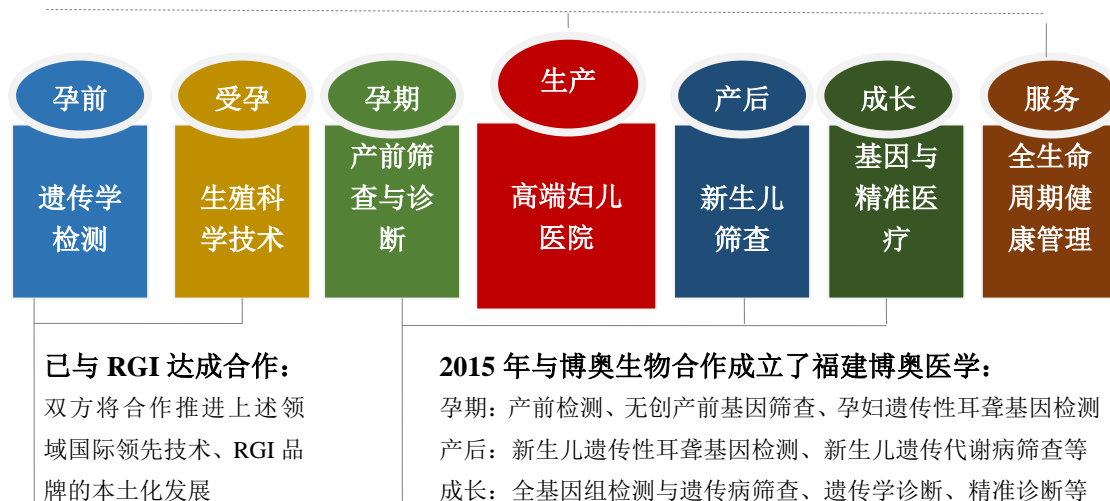 孕前
遗传学
检测
受孕
生殖科
学技术
孕期
产前筛
查与诊
断
生产
高端妇儿
医院
产后
新生儿
筛查
成长
基因与
精准医
疗
服务
全生命
周期健
康管理
已与 RGI 达成合作：
双方将合作推进上述领
域国际领先技术、RGI 品
牌的本土化发展
2015 年与博奥生物合作成立了福建博奥医学：
孕期：产前检测、无创产前基因筛查、孕妇遗传性耳聋基因检测
产后：新生儿遗传性耳聋基因检测、新生儿遗传代谢病筛查等
成长：全基因组检测与遗传病筛查、遗传学诊断、精准诊断等